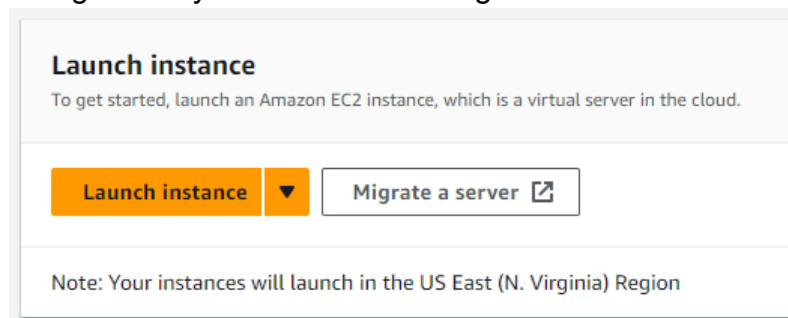 Launch instance
To get started, launch an Amazon EC2 instance, which is a virtual server in the cloud.
Launch instance
Migrate a server
Note: Your instances will launch in the US East (N. Virginia) Region